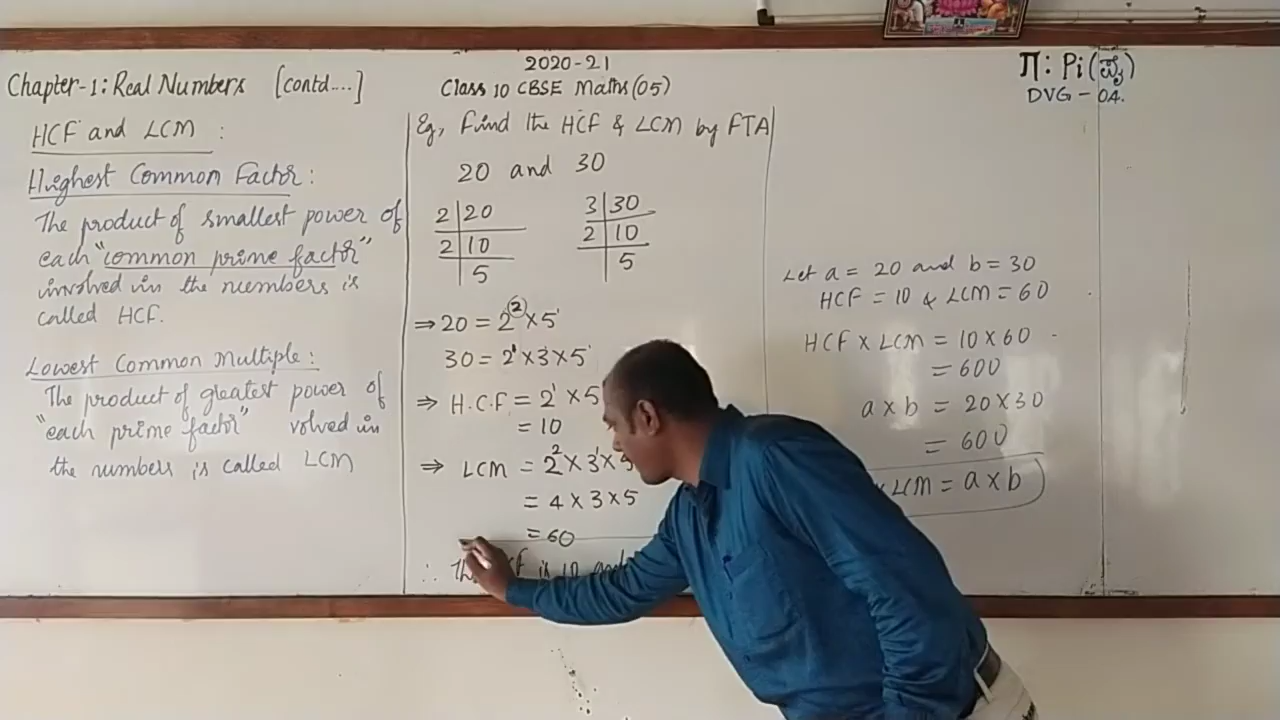 2020-21
Chapter-1: Real Numbers [contd....]
Class 10 CBSE Maths (05)
π: Pi (ಪೈ)
DVG - 04.
HCF and LCM :
Highest Common Factor :
The product of smallest power of
each "common prime factor"
involved in the numbers is
called HCF.
Lowest Common Multiple :
The product of greatest power of
"each prime factor" volved in
the numbers is called LCM
Eg, Find the HCF & LCM by FTA
20 and 30
2 | 20
2 | 10
5
3 | 30
2 | 10
5
⇒ 20 = 2² × 5¹
30 = 2¹ × 3¹ × 5¹
⇒ H.C.F = 2¹ × 5
= 10
⇒ LCM = 2² × 3¹ × 5
= 4 × 3 × 5
= 60
∴ is 10 and
Let a = 20 and b = 30
HCF = 10 & LCM = 60
HCF × LCM = 10 × 60
= 600
a × b = 20 × 30
= 600
× LCM = a × b